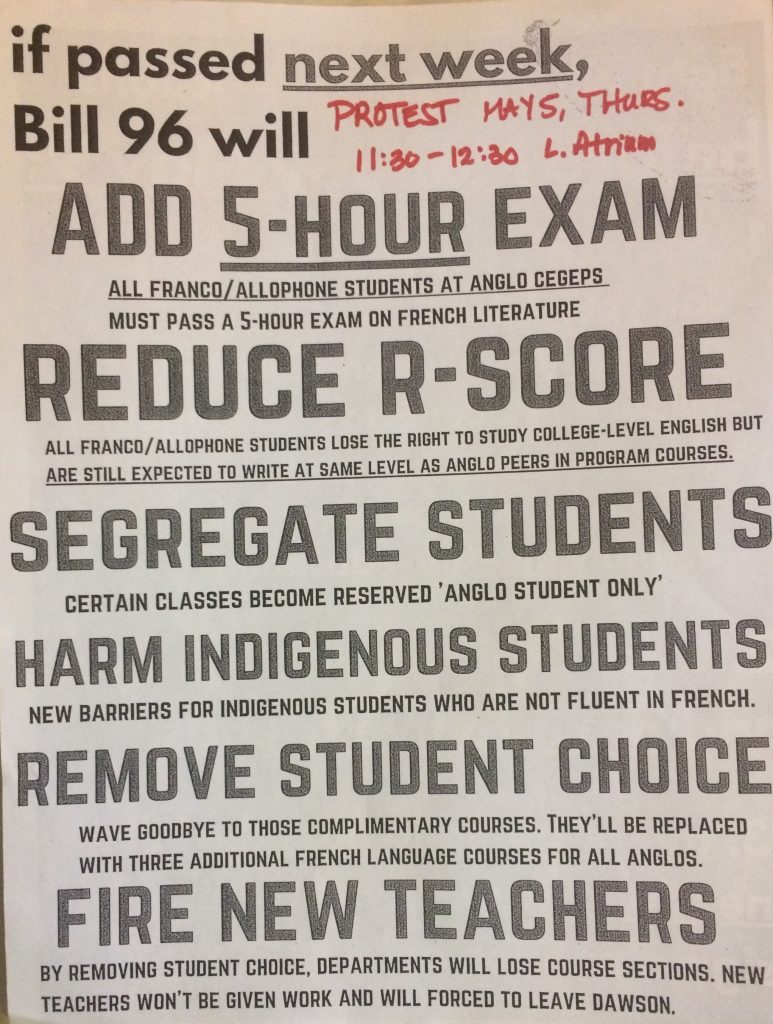 if passed next week,
PROTEST MAY5, THURS.
Bill 96 will
11:30-12:30 L. Atrium
ADD 5-HOUR EXAM
ALL FRANCO/ALLOPHONE STUDENTS AT ANGLO CEGEPS
MUST PASS A 5-HOUR EXAM ON FRENCH LITERATURE
REDUCE R-SCORE
ALL FRANCO/ALLOPHONE STUDENTS LOSE THE RIGHT TO STUDY COLLEGE-LEVEL ENGLISH BUT
ARE STILL EXPECTED TO WRITE AT SAME LEVEL AS ANGLO PEERS IN PROGRAM COURSES.
SEGREGATE STUDENTS
CERTAIN CLASSES BECOME RESERVED 'ANGLO STUDENT ONLY'
HARM INDIGENOUS STUDENTS
NEW BARRIERS FOR INDIGENOUS STUDENTS WHO ARE NOT FLUENT IN FRENCH.
REMOVE STUDENT CHOICE
WAVE GOODBYE TO THOSE COMPLIMENTARY COURSES. THEY'LL BE REPLACED
WITH THREE ADDITIONAL FRENCH LANGUAGE COURSES FOR ALL ANGLOS.
FIRE NEW TEACHERS
BY REMOVING STUDENT CHOICE, DEPARTMENTS WILL LOSE COURSE SECTIONS. NEW
TEACHERS WON'T BE GIVEN WORK AND WILL FORCED TO LEAVE DAWSON.